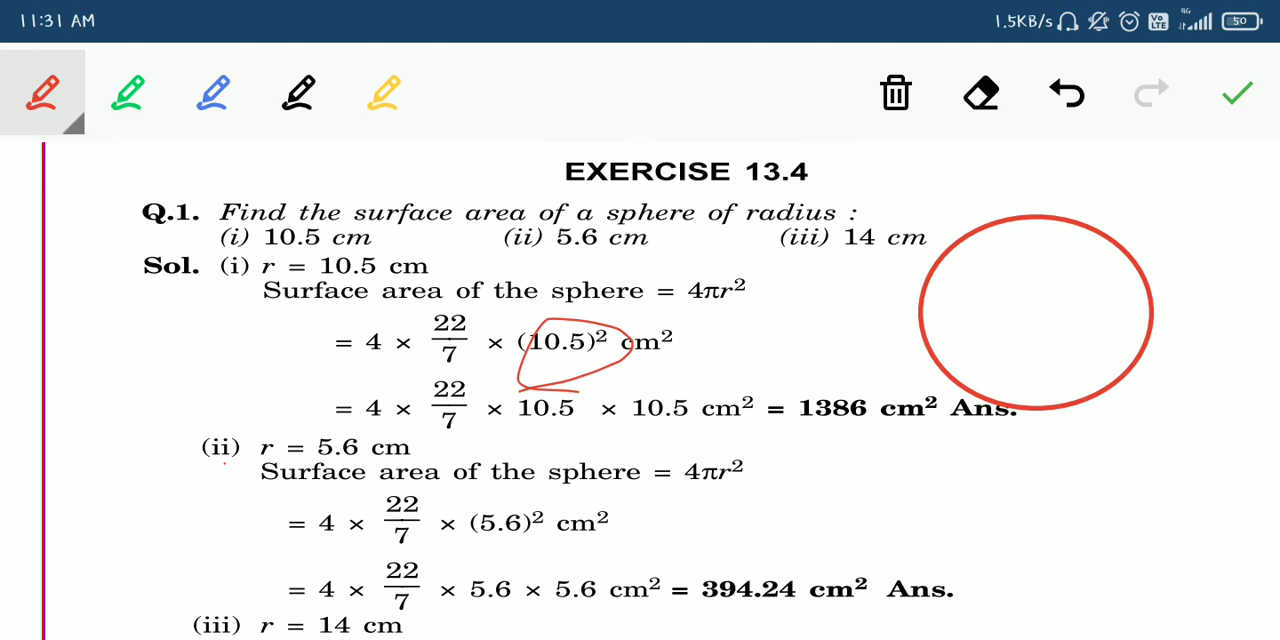 11:31 AM 1.5KB/s 4G Vo LTE 50
EXERCISE 13.4
Q.1. Find the surface area of a sphere of radius :
(i) 10.5 cm (ii) 5.6 cm (iii) 14 cm
Sol. (i) r = 10.5 cm
Surface area of the sphere = 4πr²
= 4 × 22/7 × (10.5)² cm²
= 4 × 22/7 × 10.5 × 10.5 cm² = 1386 cm² Ans.
(ii) r = 5.6 cm
Surface area of the sphere = 4πr²
= 4 × 22/7 × (5.6)² cm²
= 4 × 22/7 × 5.6 × 5.6 cm² = 394.24 cm² Ans.
(iii) r = 14 cm